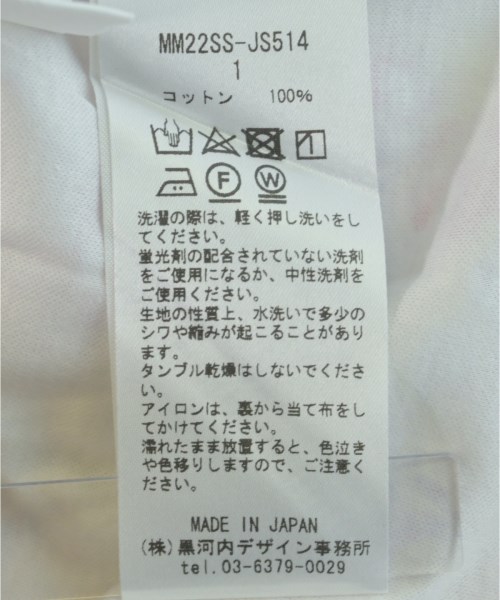 MM22SS-JS514
1
コットン 100%
F W
洗濯の際は、軽く押し洗いをし
てください。
蛍光剤の配合されていない洗剤
をご使用になるか、中性洗剤を
ご使用ください。
生地の性質上、水洗いで多少の
シワや縮みが起こることがあり
ます。
タンブル乾燥はしないでくださ
い。
アイロンは、裏から当て布をし
てかけてください。
濡れたまま放置すると、色泣き
や色移りしますので、ご注意く
ださい。
MADE IN JAPAN
(株)黒河内デザイン事務所
tel.03-6379-0029